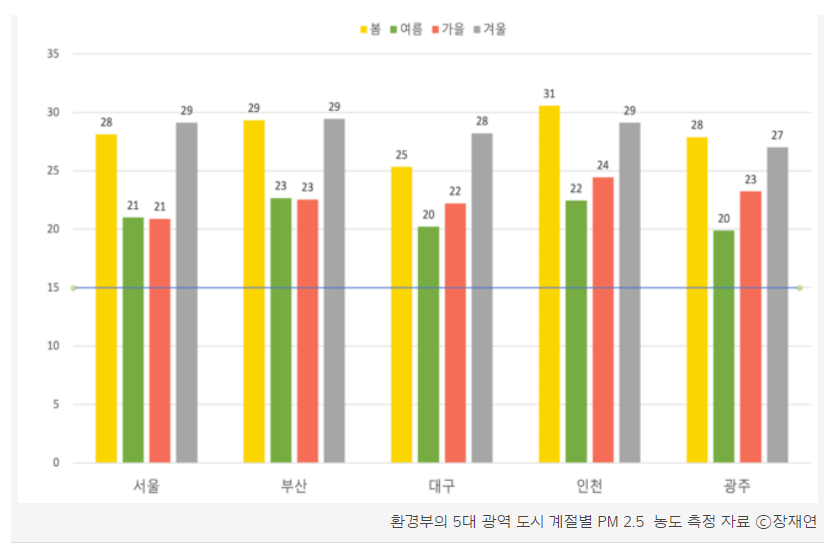 봄 여름 가을 겨울
35
30
25
20
15
10
5
0
28 21 21 29
29 23 23 29
25 20 22 28
31 22 24 29
28 20 23 27
서울 부산 대구 인천 광주
환경부의 5대 광역 도시 계절별 PM 2.5 농도 측정 자료 ⓒ장재연